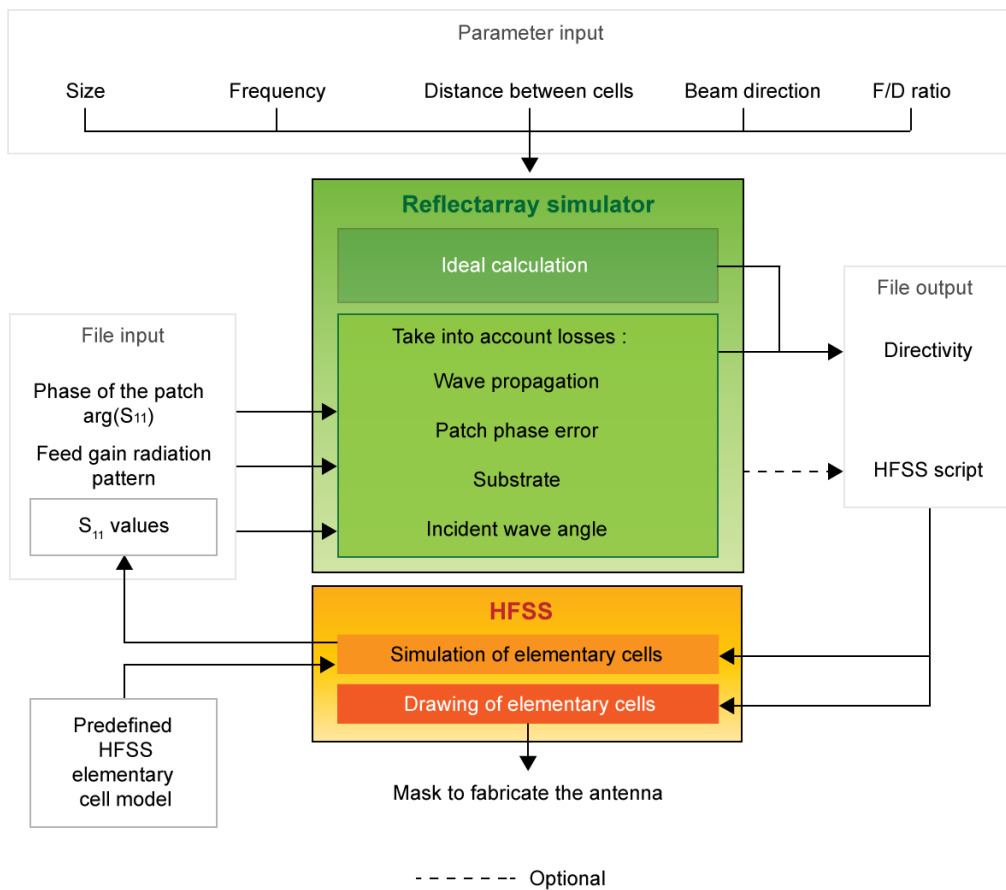 Parameter input
Size Frequency Distance between cells Beam direction F/D ratio
Reflectarray simulator
Ideal calculation
File output
Directivity
HFSS script
File input
Phase of the patch
arg(S11)
Feed gain radiation
pattern
S11 values
Take into account losses :
Wave propagation
Patch phase error
Substrate
Incident wave angle
HFSS
Simulation of elementary cells
Drawing of elementary cells
Predefined
HFSS
elementary
cell model
Mask to fabricate the antenna
Optional